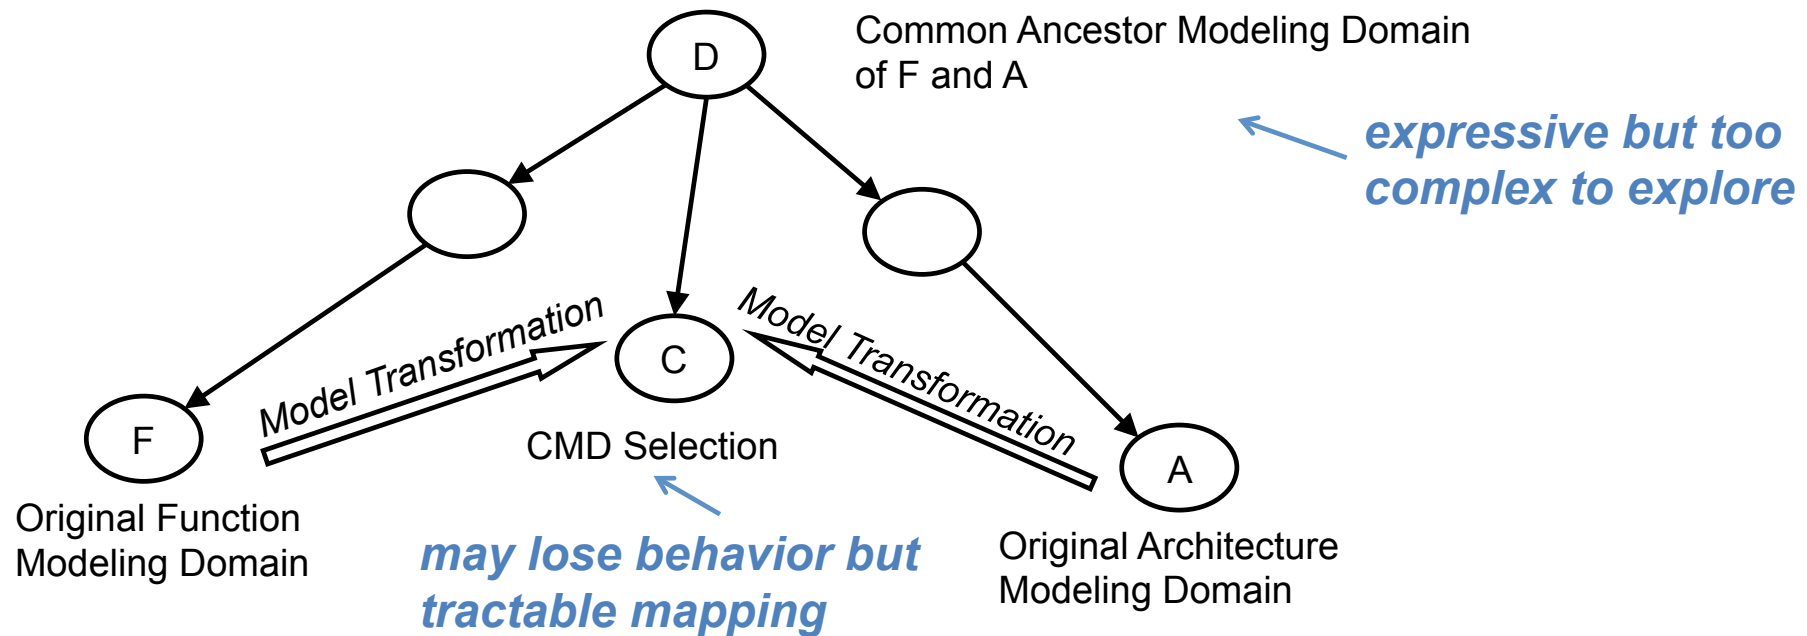 D
Common Ancestor Modeling Domain
of F and A
expressive but too
complex to explore
Model Transformation
Model Transformation
C
F
CMD Selection
A
Original Function
Modeling Domain
may lose behavior but
tractable mapping
Original Architecture
Modeling Domain